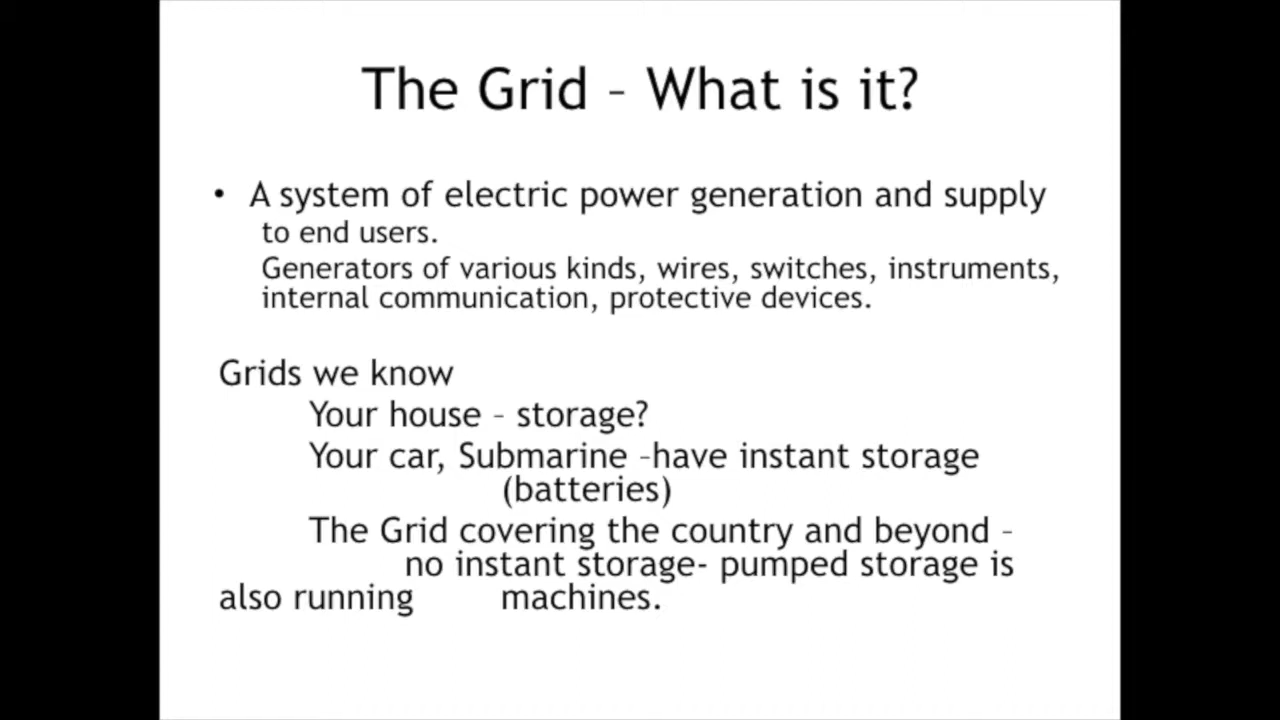 The Grid – What is it?
• A system of electric power generation and supply
to end users.
Generators of various kinds, wires, switches, instruments,
internal communication, protective devices.
Grids we know
Your house – storage?
Your car, Submarine –have instant storage
(batteries)
The Grid covering the country and beyond –
no instant storage- pumped storage is
also running machines.